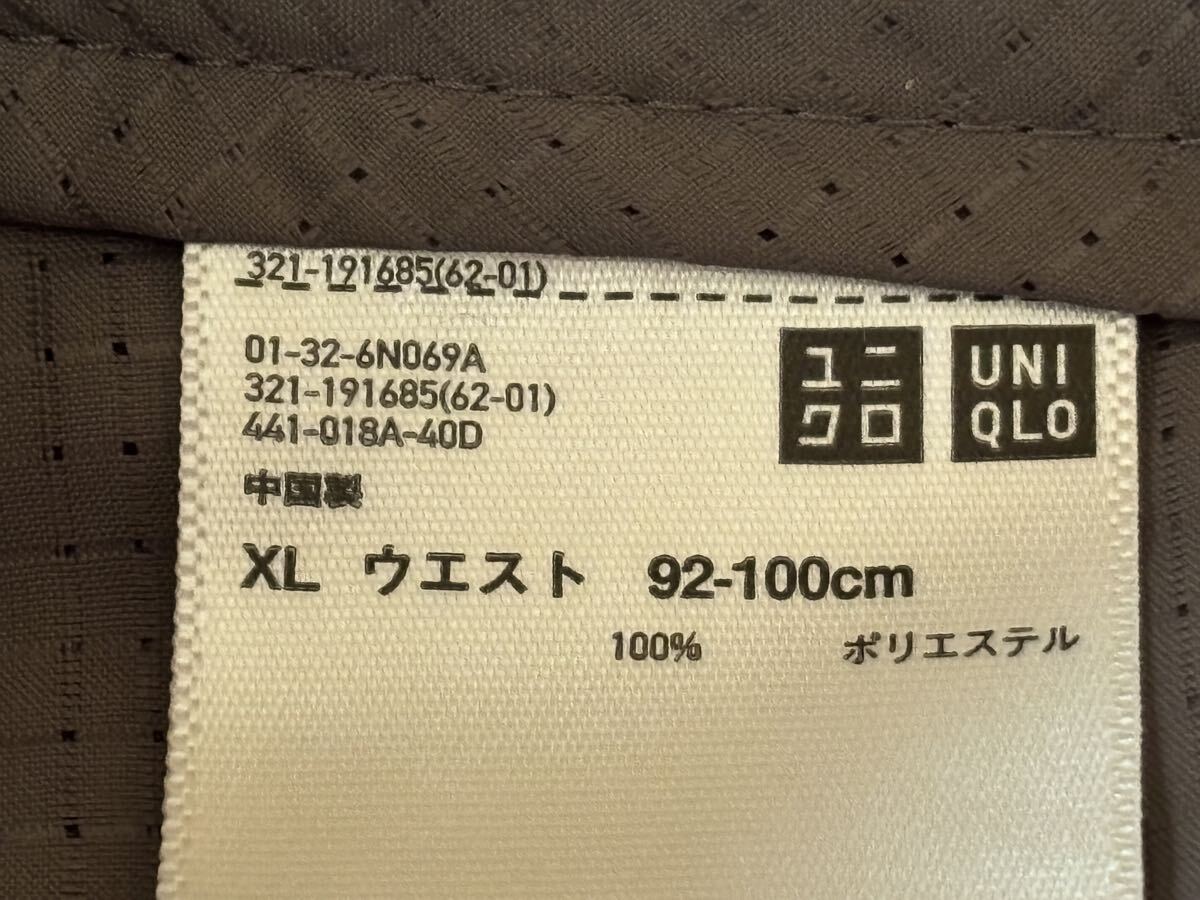 321-191685(62-01)
01-32-6N069A
321-191685(62-01)
441-018A-40D
ユニ
クロ
UNI
QLO
中国製
XL ウエスト 92-100cm
100% ポリエステル